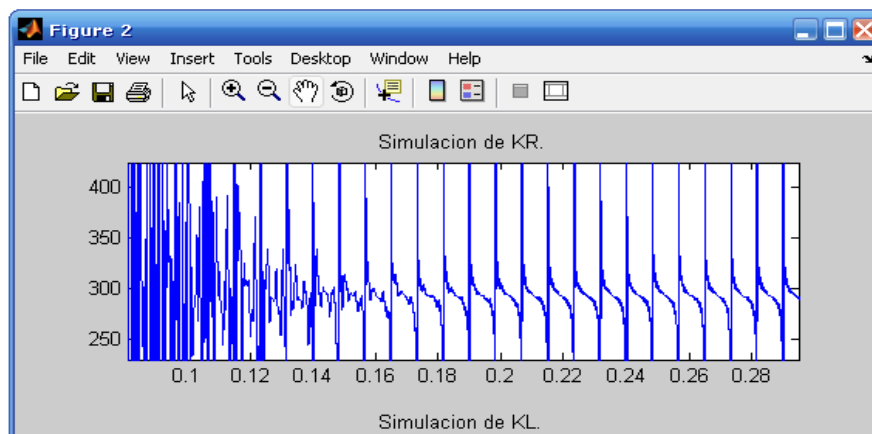 Figure 2
File Edit View Insert Tools Desktop Window Help
Simulacion de KR.
400
350
300
250
0.1 0.12 0.14 0.16 0.18 0.2 0.22 0.24 0.26 0.28
Simulacion de KL.